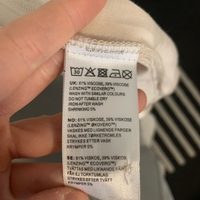 UK: 61% VISCOSE, 39% VISCOSE
(LENZING™ ECOVERO™)
WASH WITH SIMILAR COLOURS
DO NOT TUMBLE DRY
IRON AFTER WASH
SHRINKING 5%
NO: 61% VISKOSE, 39% VISKOSE
(LENZING™ ECOVERO™)
VASKES MED LIGNENDE FARGER
SKAL IKKE TØRKETROMLES
STRYKES ETTER VASK
KRYMPER 5%
SE: 61% VISKOS, 39% VISKOS
(LENZING™ ECOVERO™)
TVÄTTAS MED LIKNANDE FÄRGER
EJ TORKTUMLAS
STRYKES EFTER TVÄTT
KRYMPER 5%